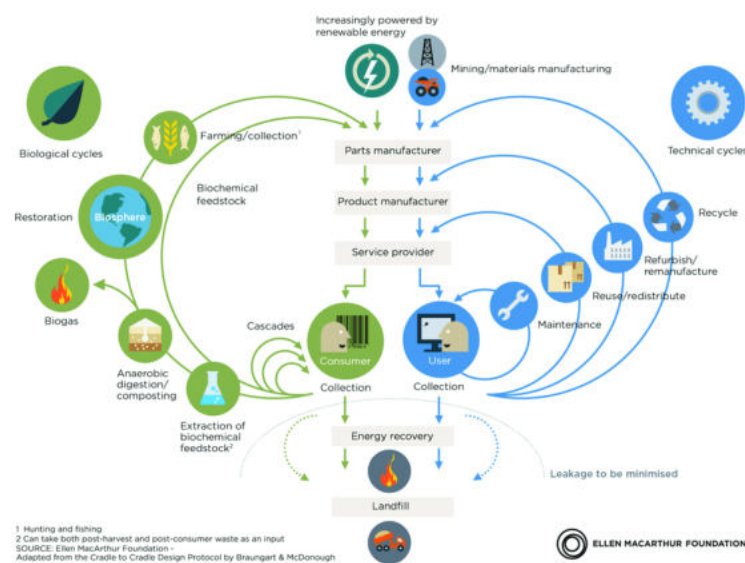 Increasingly powered by
renewable energy
Mining/materials manufacturing
Biological cycles
Technical cycles
Farming/collection¹
Parts manufacturer
Biochemical
feedstock
Product manufacturer
Restoration
Biosphere
Recycle
Service provider
Refurbish/
remanufacture
Biogas
Reuse/redistribute
Cascades
Maintenance
Consumer
User
Anaerobic
digestion/
composting
Collection
Collection
Extraction of
biochemical
feedstock²
Energy recovery
Leakage to be minimised
Landfill
1 Hunting and fishing
2 Can take both post-harvest and post-consumer waste as an input
SOURCE: Ellen MacArthur Foundation -
Adapted from the Cradle to Cradle Design Protocol by Braungart & McDonough
ELLEN MACARTHUR FOUNDATION